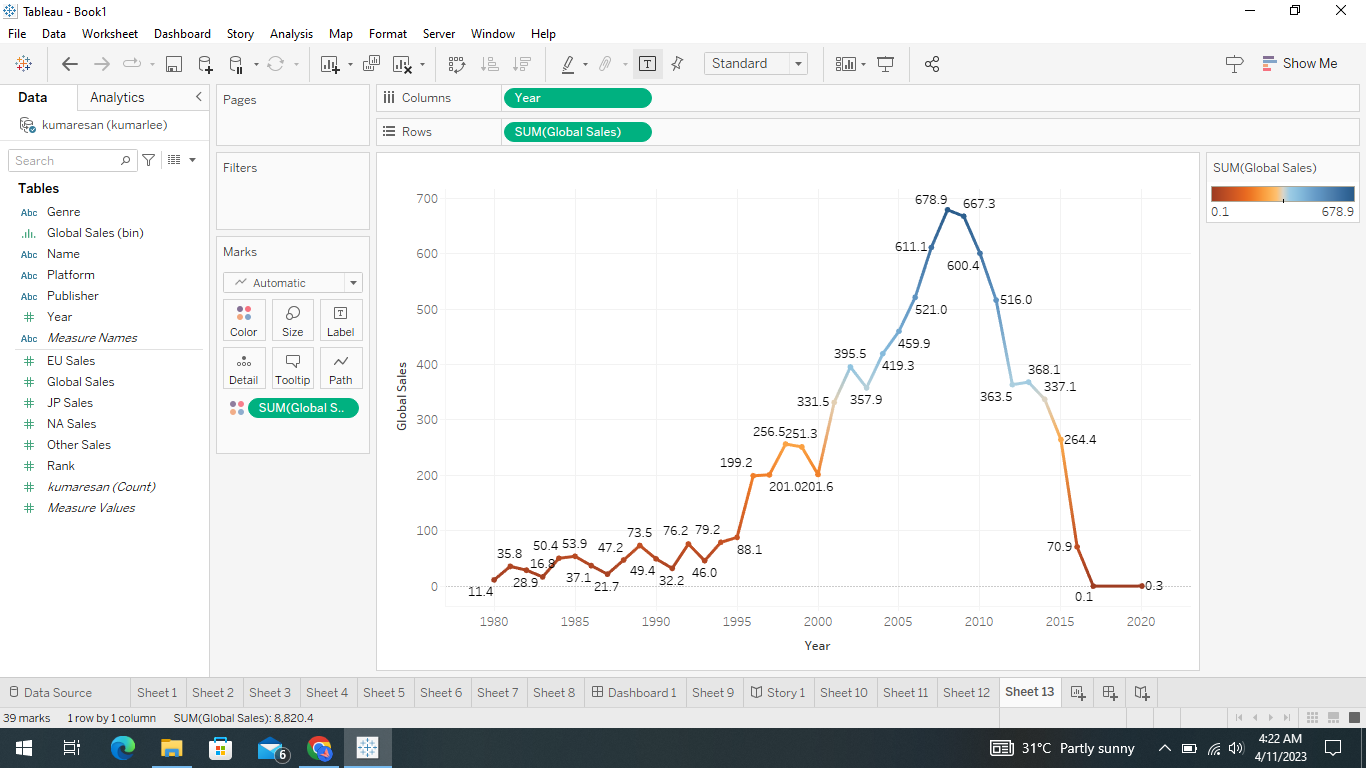 Tableau - Book1
File Data Worksheet Dashboard Story Analysis Map Format Server Window Help
Standard
Show Me
Data Analytics
kumaresan (kumarlee)
Search
Tables
Abc Genre
Global Sales (bin)
Abc Name
Abc Platform
Abc Publisher
# Year
Abc Measure Names
# EU Sales
# Global Sales
# JP Sales
# NA Sales
# Other Sales
# Rank
# kumaresan (Count)
# Measure Values
Pages
Filters
Marks
Automatic
Color Size Label
Detail Tooltip Path
SUM(Global S..
Columns Year
Rows SUM(Global Sales)
Global Sales
700
600
500
400
300
200
100
0
11.4
35.8
28.9
16.8
50.4
53.9
37.1
21.7
47.2
73.5
49.4
32.2
76.2
46.0
79.2
88.1
199.2
201.0
256.5
251.3
201.6
331.5
395.5
357.9
419.3
459.9
521.0
611.1
678.9
667.3
600.4
516.0
363.5
368.1
337.1
264.4
70.9
0.1
0.3
1980 1985 1990 1995 2000 2005 2010 2015 2020
Year
SUM(Global Sales)
0.1 678.9
Data Source Sheet 1 Sheet 2 Sheet 3 Sheet 4 Sheet 5 Sheet 6 Sheet 7 Sheet 8 Dashboard 1 Sheet 9 Story 1 Sheet 10 Sheet 11 Sheet 12 Sheet 13
39 marks 1 row by 1 column SUM(Global Sales): 8,820.4
6
31°C Partly sunny
4:22 AM
4/11/2023